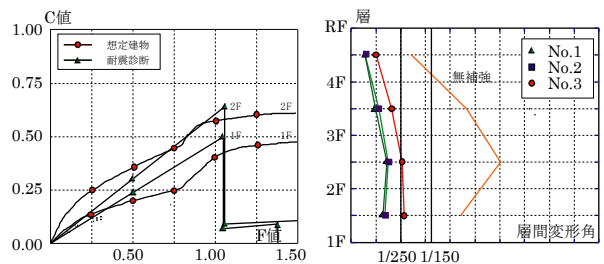 C値
1.00
0.75
0.50
0.25
0.00
0.50
1.00
1.50
F値
想定建物
耐震診断
2F
1F
層
RF
4F
3F
2F
1F
無補強
No.1
No.2
No.3
層間変形角
1/250
1/150